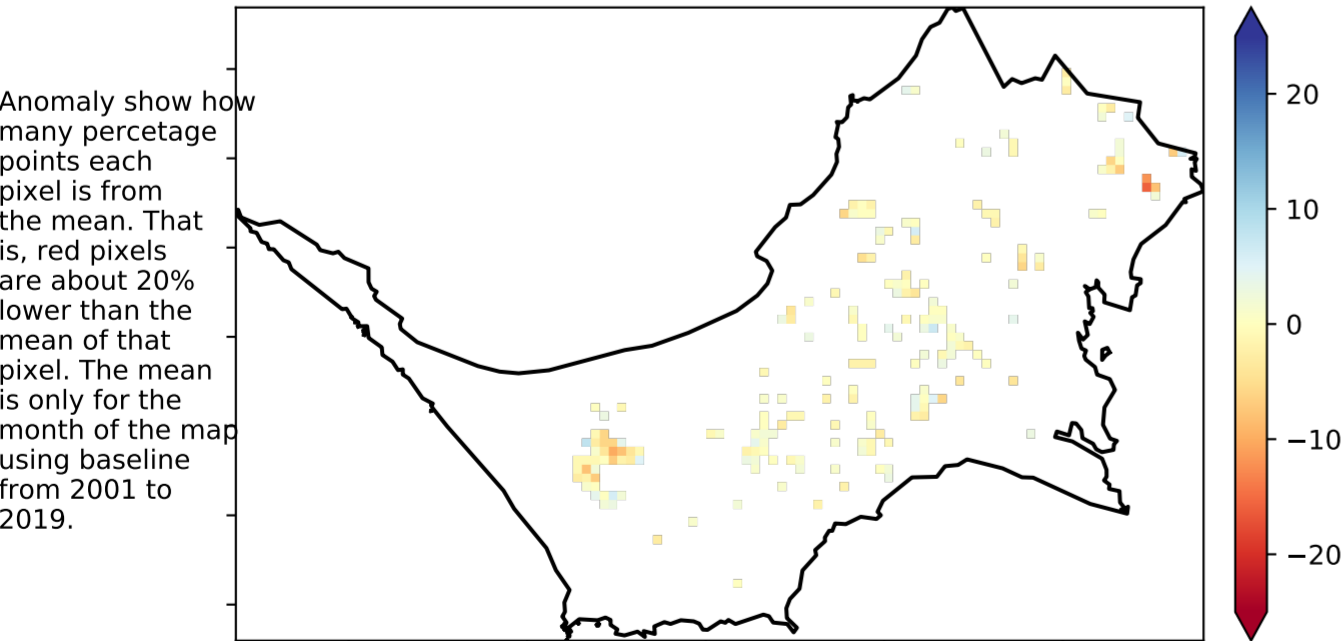 Anomaly show how
many percetage
points each
pixel is from
the mean. That
is, red pixels
are about 20%
lower than the
mean of that
pixel. The mean
is only for the
month of the map
using baseline
from 2001 to
2019.
20
10
0
−10
−20